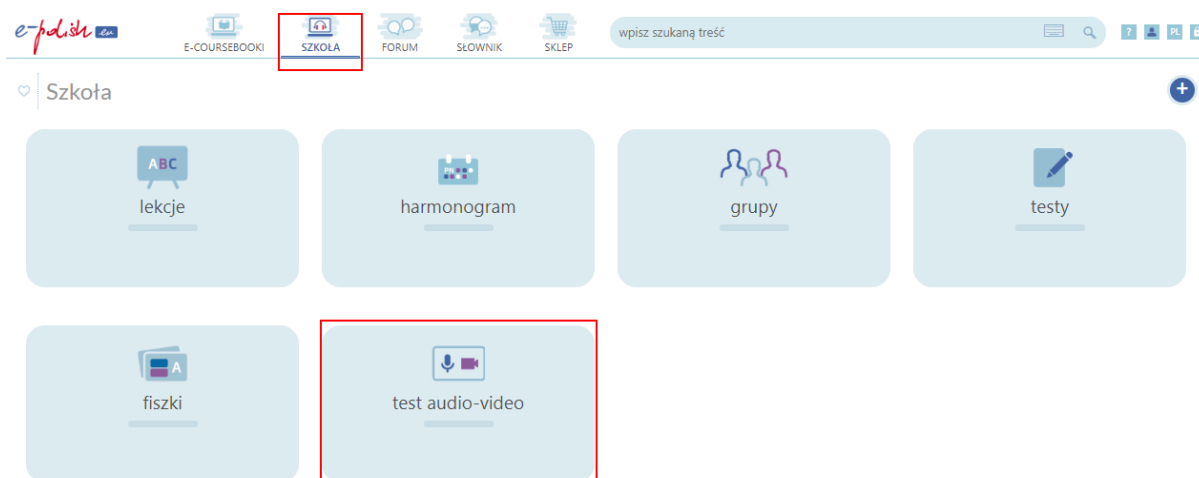 e-polish eu
E-COURSEBOOKI
SZKOŁA
FORUM
SŁOWNIK
SKLEP
wpisz szukaną treść
?
PL
Szkoła
+
ABC
lekcje
harmonogram
grupy
testy
A
fiszki
test audio-video